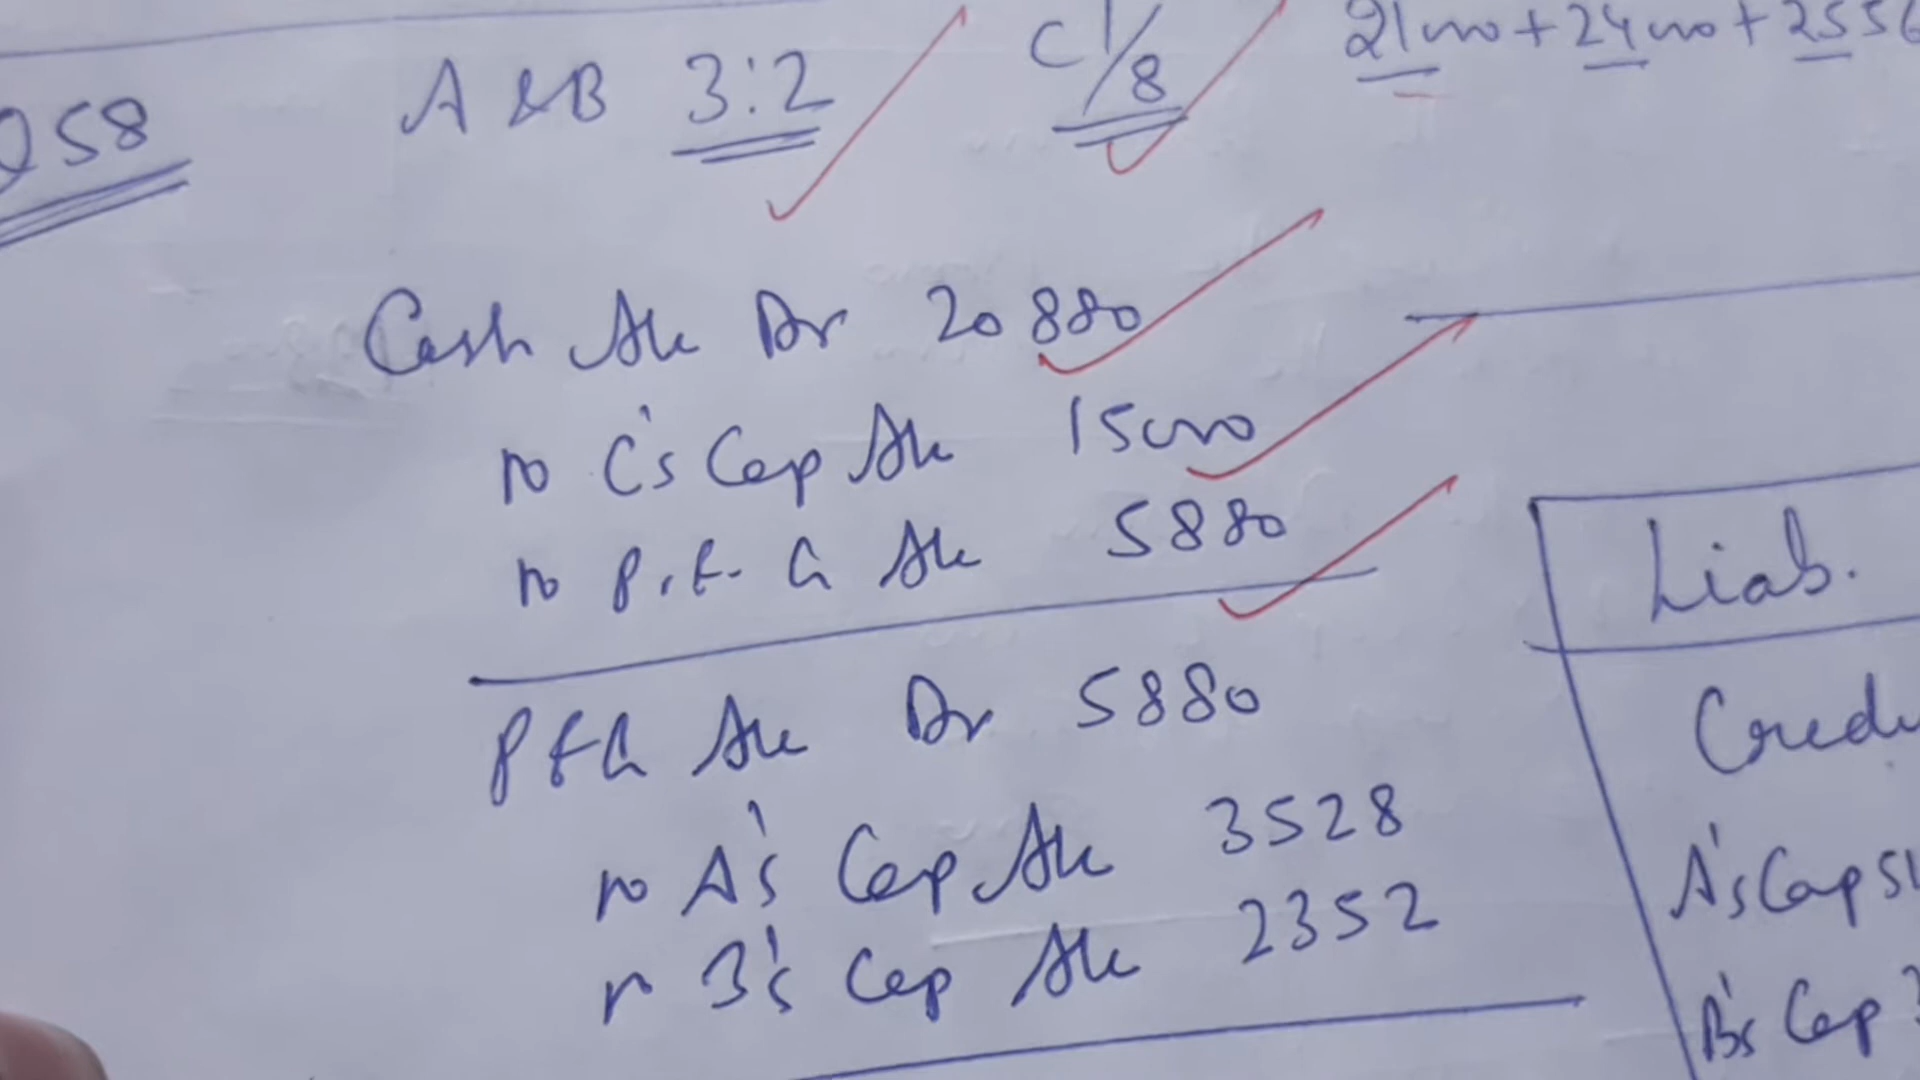 Q58
A & B 3:2 C 1/8 21000 + 24000 + 2556
Cash A/c Dr 20880
To C's Cap A/c 15000
To P.F.G A/c 5880
PFG A/c Dr 5880
To A's Cap A/c 3528
To B's Cap A/c 2352
Liab.
A's Cap
B's Cap